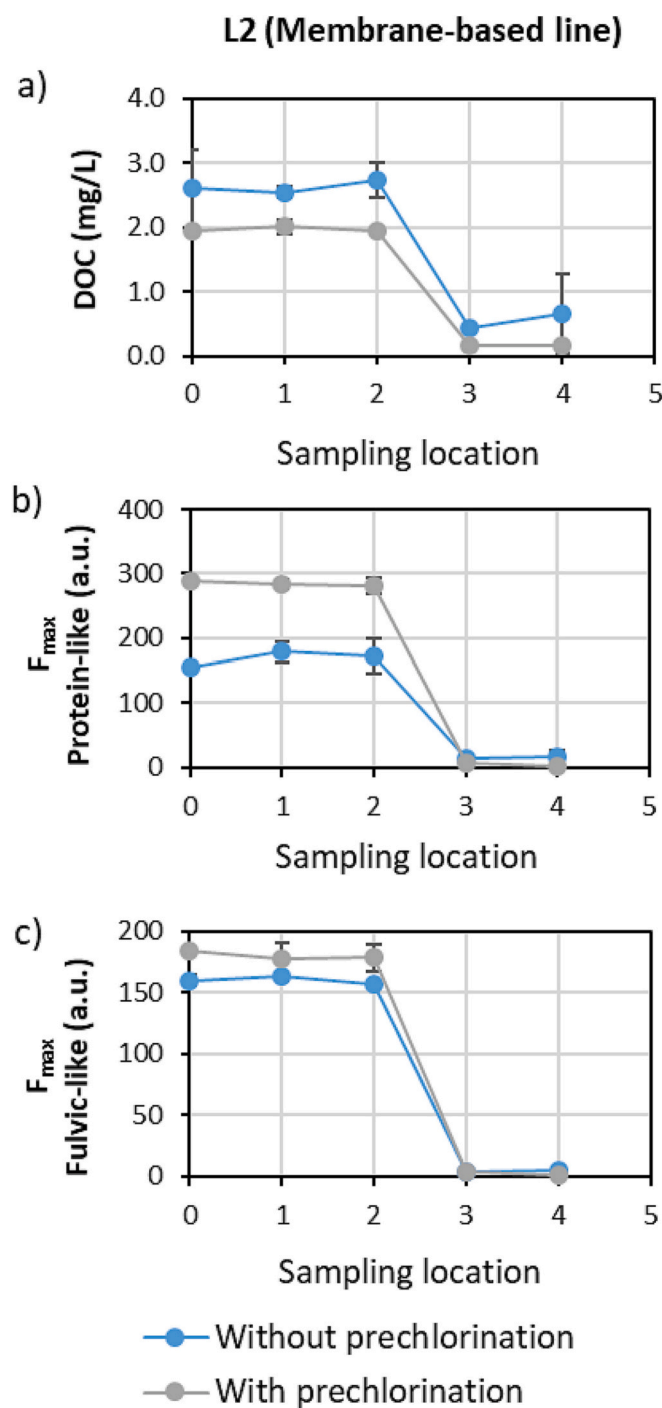 L2 (Membrane-based line)
a)
DOC (mg/L)
4.0
3.0
2.0
1.0
0.0
0 1 2 3 4 5
Sampling location
b)
Fmax
Protein-like (a.u.)
400
300
200
100
0
0 1 2 3 4 5
Sampling location
c)
Fmax
Fulvic-like (a.u.)
200
150
100
50
0
0 1 2 3 4 5
Sampling location
Without prechlorination
With prechlorination